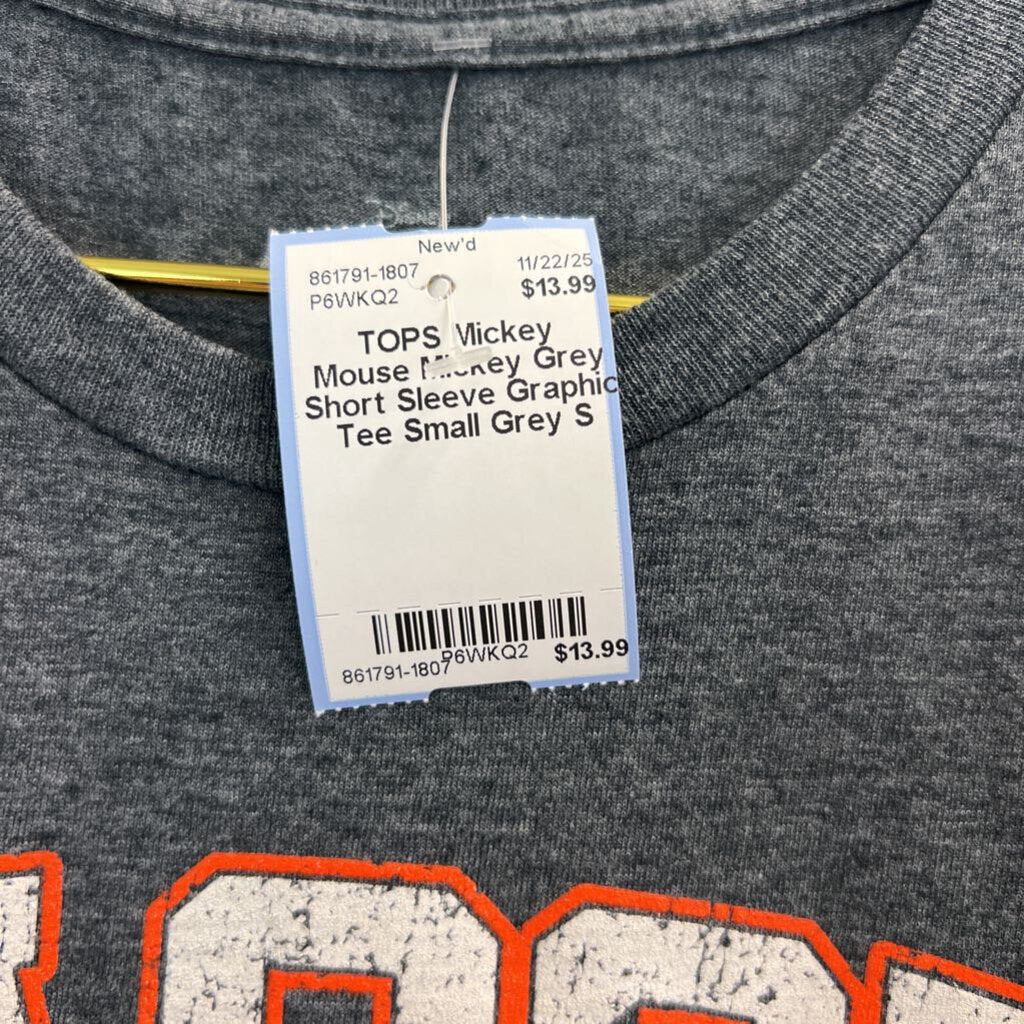 New'd
861791-1807 11/22/25
P6WKQ2 $13.99
TOPS Mickey
Mouse Mickey Grey
Short Sleeve Graphic
Tee Small Grey S
P6WKQ2 $13.99
861791-1807